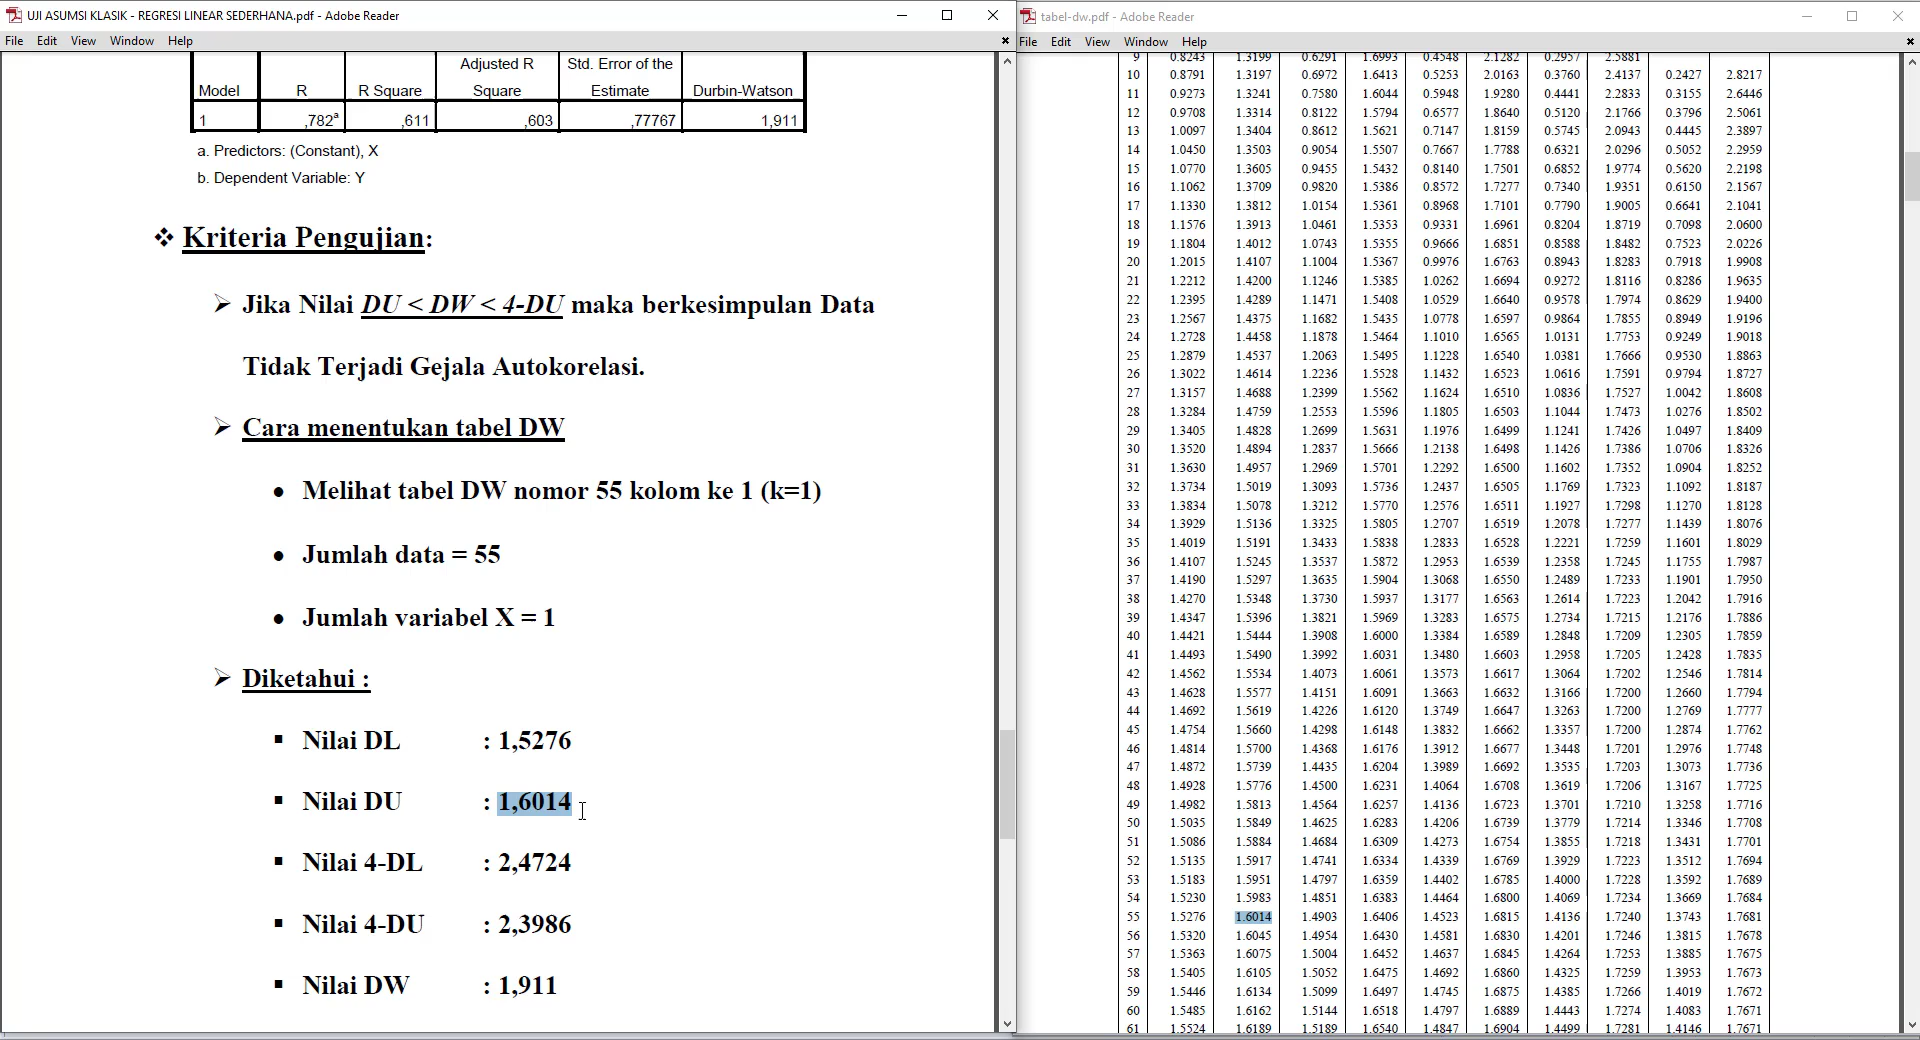 UJI ASUMSI KLASIK - REGRESI LINEAR SEDERHANA.pdf - Adobe Reader
File Edit View Window Help
Model R R Square Adjusted R Square Std. Error of the Estimate Durbin-Watson
1 ,782a ,611 ,603 ,77767 1,911
a. Predictors: (Constant), X
b. Dependent Variable: Y
❖ Kriteria Pengujian:
➢ Jika Nilai DU < DW < 4-DU maka berkesimpulan Data
Tidak Terjadi Gejala Autokorelasi.
➢ Cara menentukan tabel DW
• Melihat tabel DW nomor 55 kolom ke 1 (k=1)
• Jumlah data = 55
• Jumlah variabel X = 1
➢ Diketahui :
▪ Nilai DL : 1,5276
▪ Nilai DU : 1,6014
▪ Nilai 4-DL : 2,4724
▪ Nilai 4-DU : 2,3986
▪ Nilai DW : 1,911
tabel-dw.pdf - Adobe Reader
File Edit View Window Help
9 0.8243 1.3199 0.6291 1.6993 0.4548 2.1282 0.2957 2.5881
10 0.8791 1.3197 0.6972 1.6413 0.5253 2.0163 0.3760 2.4137 0.2427 2.8217
11 0.9273 1.3241 0.7580 1.6044 0.5948 1.9280 0.4441 2.2833 0.3155 2.6446
12 0.9708 1.3314 0.8122 1.5794 0.6577 1.8640 0.5120 2.1766 0.3796 2.5061
13 1.0097 1.3404 0.8612 1.5621 0.7147 1.8159 0.5745 2.0943 0.4445 2.3897
14 1.0450 1.3503 0.9054 1.5507 0.7667 1.7788 0.6321 2.0296 0.5052 2.2959
15 1.0770 1.3605 0.9455 1.5432 0.8140 1.7501 0.6852 1.9774 0.5620 2.2198
16 1.1062 1.3709 0.9820 1.5386 0.8572 1.7277 0.7340 1.9351 0.6150 2.1567
17 1.1330 1.3812 1.0154 1.5361 0.8968 1.7101 0.7790 1.9005 0.6641 2.1041
18 1.1576 1.3913 1.0461 1.5353 0.9331 1.6961 0.8204 1.8719 0.7098 2.0600
19 1.1804 1.4012 1.0743 1.5355 0.9666 1.6851 0.8588 1.8482 0.7523 2.0226
20 1.2015 1.4107 1.1004 1.5367 0.9976 1.6763 0.8943 1.8283 0.7918 1.9908
21 1.2212 1.4200 1.1246 1.5385 1.0262 1.6694 0.9272 1.8116 0.8286 1.9635
22 1.2395 1.4289 1.1471 1.5408 1.0529 1.6640 0.9578 1.7974 0.8629 1.9400
23 1.2567 1.4375 1.1682 1.5435 1.0778 1.6597 0.9864 1.7855 0.8949 1.9196
24 1.2728 1.4458 1.1878 1.5464 1.1010 1.6565 1.0131 1.7753 0.9249 1.9018
25 1.2879 1.4537 1.2063 1.5495 1.1228 1.6540 1.0381 1.7666 0.9530 1.8863
26 1.3022 1.4614 1.2236 1.5528 1.1432 1.6523 1.0616 1.7591 0.9794 1.8727
27 1.3157 1.4688 1.2399 1.5562 1.1624 1.6510 1.0836 1.7527 1.0042 1.8608
28 1.3284 1.4759 1.2553 1.5596 1.1805 1.6503 1.1044 1.7473 1.0276 1.8502
29 1.3405 1.4828 1.2699 1.5631 1.1976 1.6499 1.1241 1.7426 1.0497 1.8409
30 1.3520 1.4894 1.2837 1.5666 1.2138 1.6498 1.1426 1.7386 1.0706 1.8326
31 1.3630 1.4957 1.2969 1.5701 1.2292 1.6500 1.1602 1.7352 1.0904 1.8252
32 1.3734 1.5019 1.3093 1.5736 1.2437 1.6505 1.1769 1.7323 1.1092 1.8187
33 1.3834 1.5078 1.3212 1.5770 1.2576 1.6511 1.1927 1.7298 1.1270 1.8128
34 1.3929 1.5136 1.3325 1.5805 1.2707 1.6519 1.2078 1.7277 1.1439 1.8076
35 1.4019 1.5191 1.3433 1.5838 1.2833 1.6528 1.2221 1.7259 1.1601 1.8029
36 1.4107 1.5245 1.3537 1.5872 1.2953 1.6539 1.2358 1.7245 1.1755 1.7987
37 1.4190 1.5297 1.3635 1.5904 1.3068 1.6550 1.2489 1.7233 1.1901 1.7950
38 1.4270 1.5348 1.3730 1.5937 1.3177 1.6563 1.2614 1.7223 1.2042 1.7916
39 1.4347 1.5396 1.3821 1.5969 1.3283 1.6575 1.2734 1.7215 1.2176 1.7886
40 1.4421 1.5444 1.3908 1.6000 1.3384 1.6589 1.2848 1.7209 1.2305 1.7859
41 1.4493 1.5490 1.3992 1.6031 1.3480 1.6603 1.2958 1.7205 1.2428 1.7835
42 1.4562 1.5534 1.4073 1.6061 1.3573 1.6617 1.3064 1.7202 1.2546 1.7814
43 1.4628 1.5577 1.4151 1.6091 1.3663 1.6632 1.3166 1.7200 1.2660 1.7794
44 1.4692 1.5619 1.4226 1.6120 1.3749 1.6647 1.3263 1.7200 1.2769 1.7777
45 1.4754 1.5660 1.4298 1.6148 1.3832 1.6662 1.3357 1.7200 1.2874 1.7762
46 1.4814 1.5700 1.4368 1.6176 1.3912 1.6677 1.3448 1.7201 1.2976 1.7748
47 1.4872 1.5739 1.4435 1.6204 1.3989 1.6692 1.3535 1.7203 1.3073 1.7736
48 1.4928 1.5776 1.4500 1.6231 1.4064 1.6708 1.3619 1.7206 1.3167 1.7725
49 1.4982 1.5813 1.4564 1.6257 1.4136 1.6723 1.3701 1.7210 1.3258 1.7716
50 1.5035 1.5849 1.4625 1.6283 1.4206 1.6739 1.3779 1.7214 1.3346 1.7708
51 1.5086 1.5884 1.4684 1.6309 1.4273 1.6754 1.3855 1.7218 1.3431 1.7701
52 1.5135 1.5917 1.4741 1.6334 1.4339 1.6769 1.3929 1.7223 1.3512 1.7694
53 1.5183 1.5951 1.4797 1.6359 1.4402 1.6785 1.4000 1.7228 1.3592 1.7689
54 1.5230 1.5983 1.4851 1.6383 1.4464 1.6800 1.4069 1.7234 1.3669 1.7684
55 1.5276 1.6014 1.4903 1.6406 1.4523 1.6815 1.4136 1.7240 1.3743 1.7681
56 1.5320 1.6045 1.4954 1.6430 1.4581 1.6830 1.4201 1.7246 1.3815 1.7678
57 1.5363 1.6075 1.5004 1.6452 1.4637 1.6845 1.4264 1.7253 1.3885 1.7675
58 1.5405 1.6105 1.5052 1.6475 1.4692 1.6860 1.4325 1.7259 1.3953 1.7673
59 1.5446 1.6134 1.5099 1.6497 1.4745 1.6875 1.4385 1.7266 1.4019 1.7672
60 1.5485 1.6162 1.5144 1.6518 1.4797 1.6889 1.4443 1.7274 1.4083 1.7671
61 1.5524 1.6189 1.5189 1.6540 1.4847 1.6904 1.4499 1.7281 1.4146 1.7671